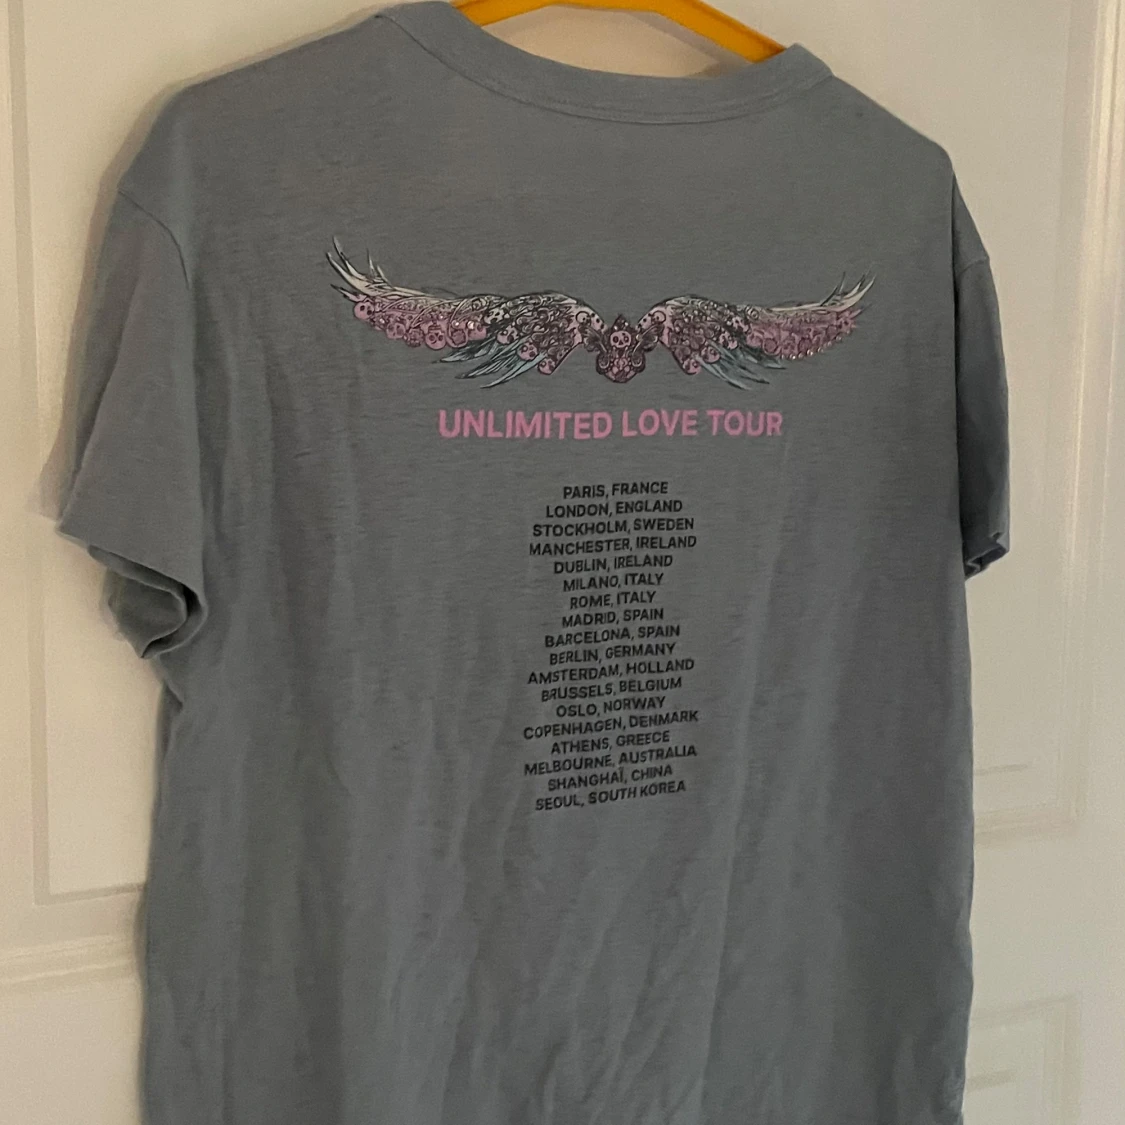 UNLIMITED LOVE TOUR
PARIS, FRANCE
LONDON, ENGLAND
STOCKHOLM, SWEDEN
MANCHESTER, IRELAND
DUBLIN, IRELAND
MILANO, ITALY
ROME, ITALY
MADRID, SPAIN
BARCELONA, SPAIN
BERLIN, GERMANY
AMSTERDAM, HOLLAND
BRUSSELS, BELGIUM
OSLO, NORWAY
COPENHAGEN, DENMARK
ATHENS, GREECE
MELBOURNE, AUSTRALIA
SHANGHAÏ, CHINA
SEOUL, SOUTH KOREA